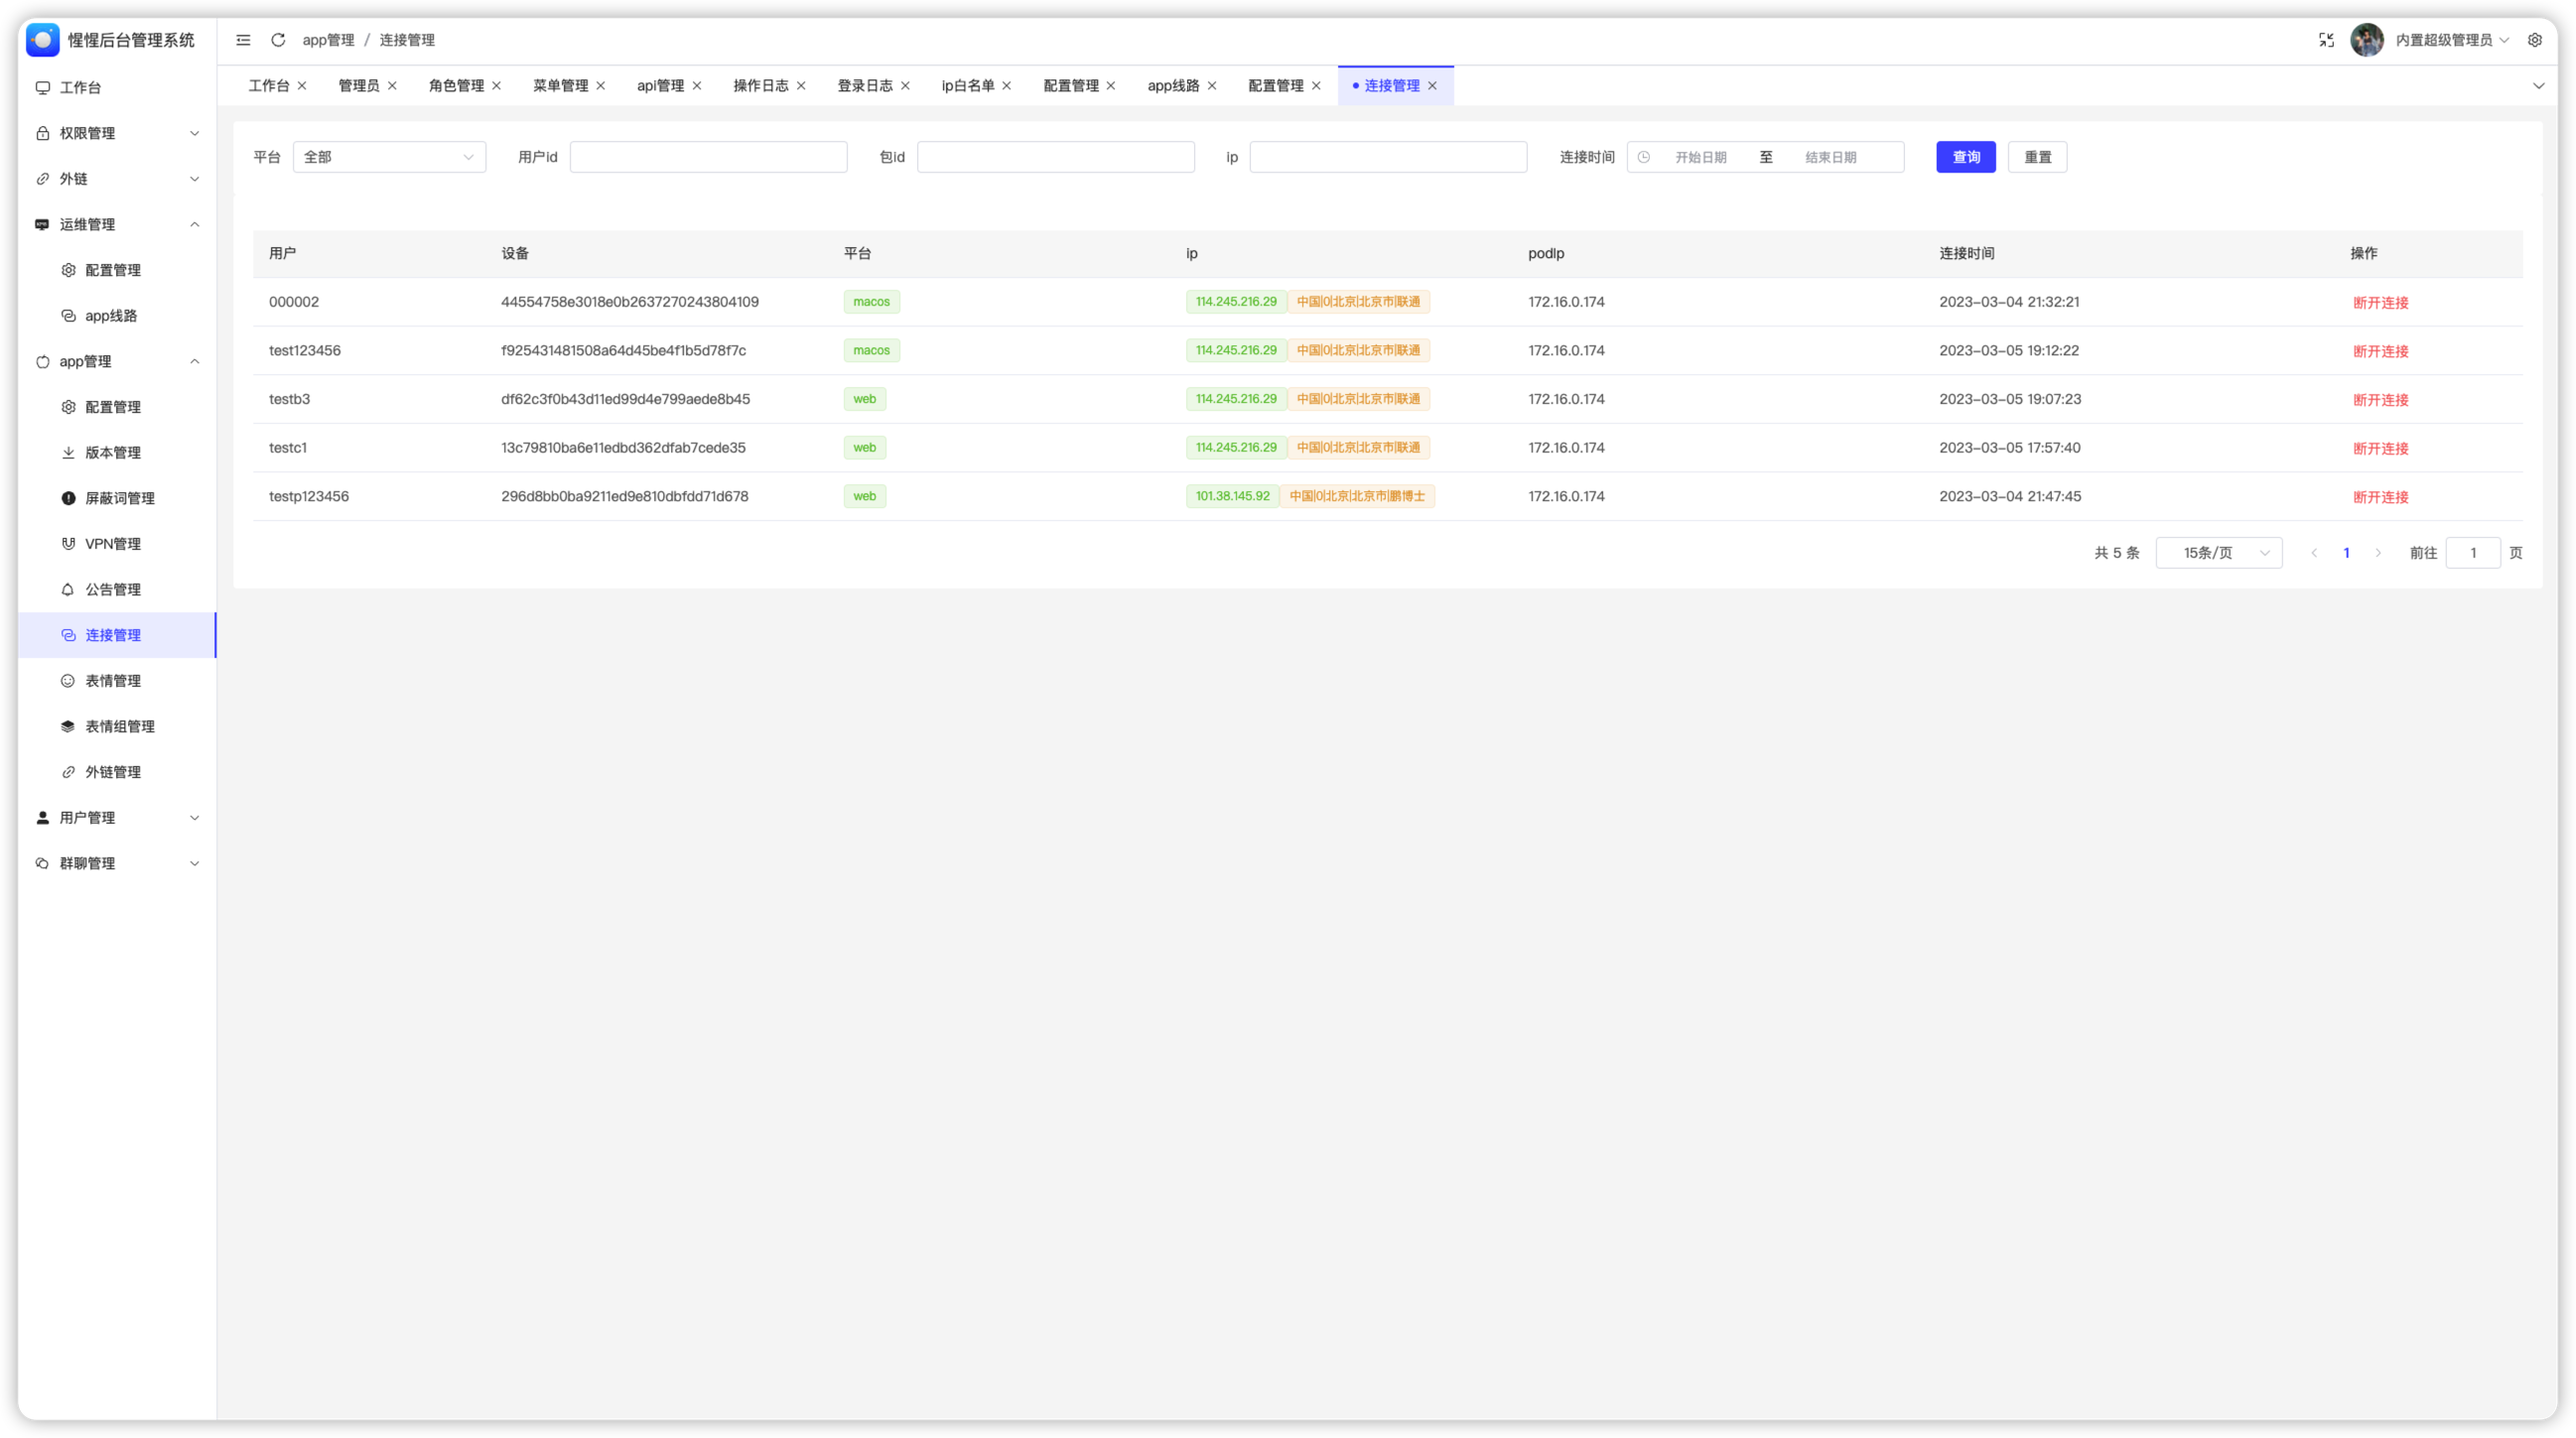 惺惺后台管理系统
app管理 / 连接管理
内置超级管理员
工作台 管理员 角色管理 菜单管理 api管理 操作日志 登录日志 ip白名单 配置管理 app线路 配置管理 连接管理
工作台
权限管理
外链
运维管理
配置管理
app线路
app管理
配置管理
版本管理
屏蔽词管理
VPN管理
公告管理
连接管理
表情管理
表情组管理
外链管理
用户管理
群聊管理
平台 全部 用户id 包id ip 连接时间 开始日期 至 结束日期 查询 重置
用户 设备 平台 ip podIp 连接时间 操作
000002 44554758e3018e0b2637270243804109 macos 114.245.216.29 中国|0|北京|北京市|联通 172.16.0.174 2023-03-04 21:32:21 断开连接
test123456 f925431481508a64d45be4f1b5d78f7c macos 114.245.216.29 中国|0|北京|北京市|联通 172.16.0.174 2023-03-05 19:12:22 断开连接
testb3 df62c3f0b43d11ed99d4e799aede8b45 web 114.245.216.29 中国|0|北京|北京市|联通 172.16.0.174 2023-03-05 19:07:23 断开连接
testc1 13c79810ba6e11edbd362dfab7cede35 web 114.245.216.29 中国|0|北京|北京市|联通 172.16.0.174 2023-03-05 17:57:40 断开连接
testp123456 296d8bb0ba9211ed9e810dbfdd71d678 web 101.38.145.92 中国|0|北京|北京市|鹏博士 172.16.0.174 2023-03-04 21:47:45 断开连接
共 5 条 15条/页 1 前往 1 页